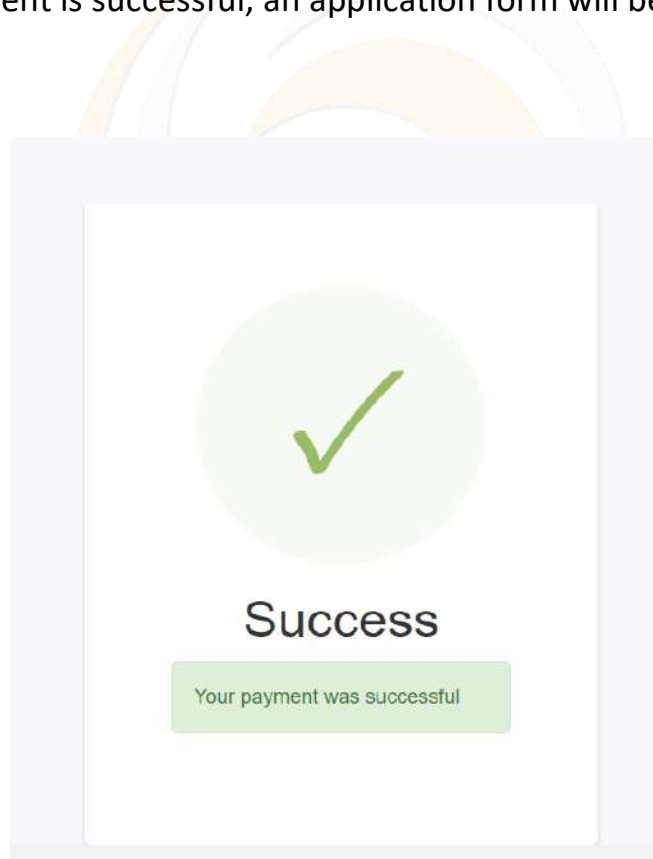 ent is successful, an application form will be
Success
Your payment was successful